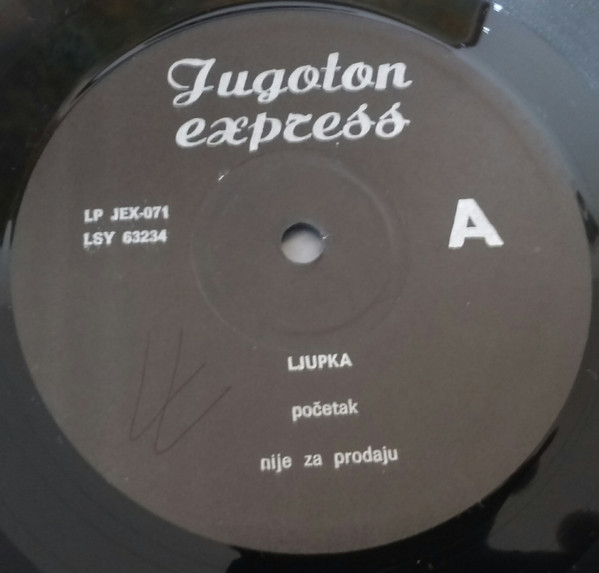 Jugoton
express
LP JEX-071
LSY 63234
A
LJUPKA
početak
nije za prodaju